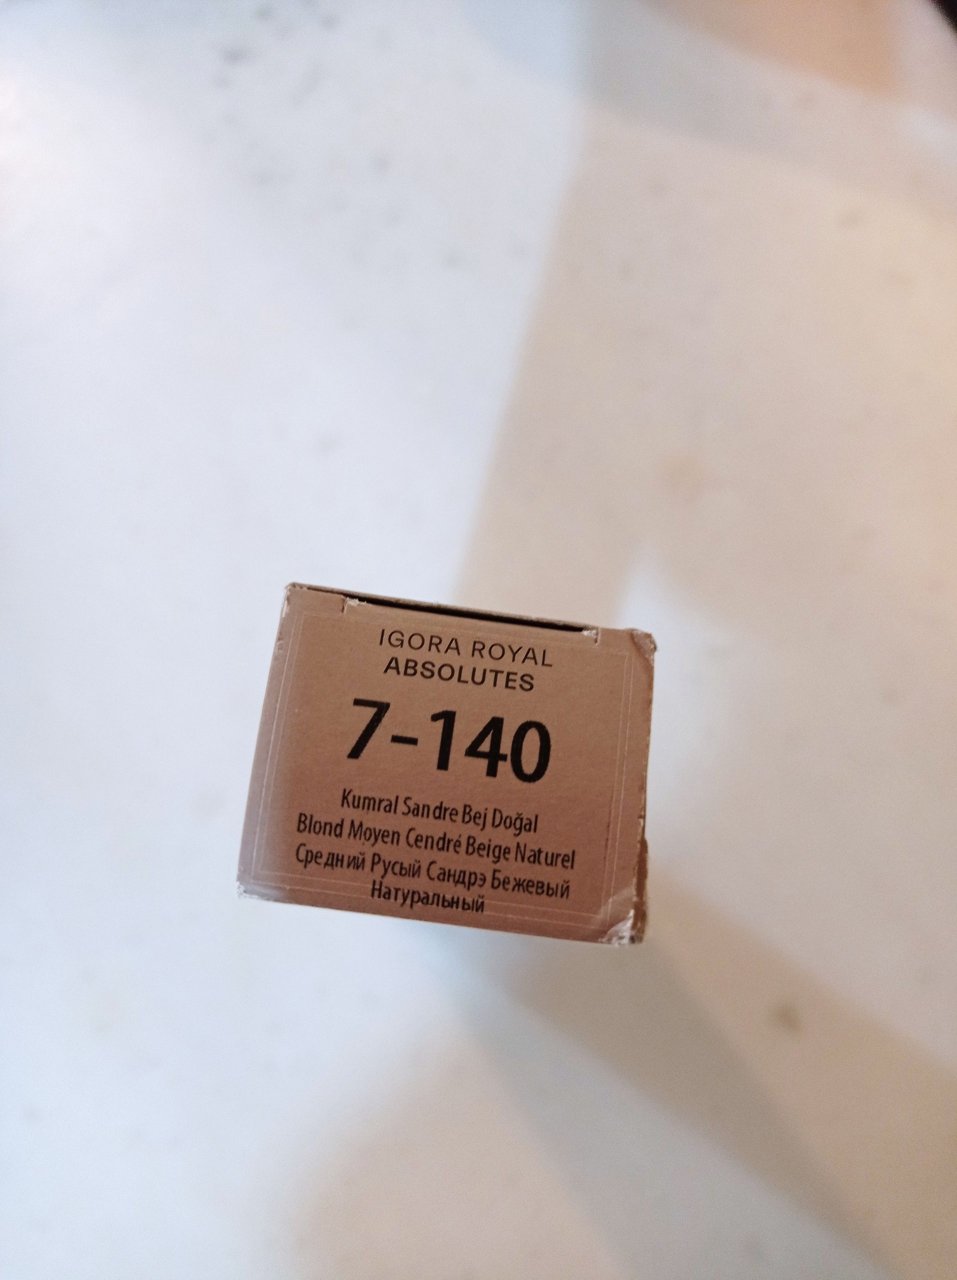 IGORA ROYAL
ABSOLUTES
7-140
Kumral Sandre Bej Doğal
Blond Moyen Cendré Beige Naturel
Средний Русый Сандрэ Бежевый
Натуральный